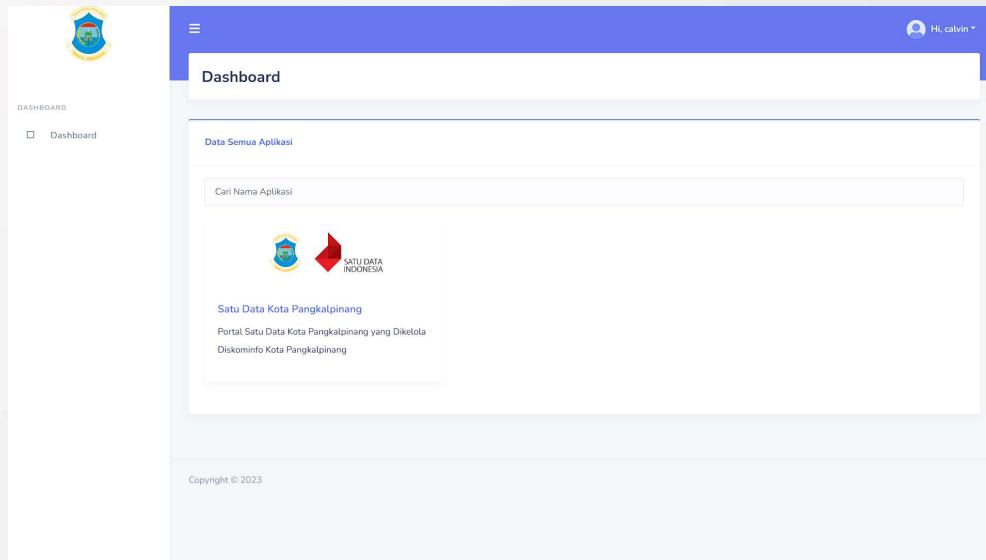 Hi, calvin
Dashboard
DASHBOARD
Dashboard
Data Semua Aplikasi
Cari Nama Aplikasi
SATU DATA
INDONESIA
Satu Data Kota Pangkalpinang
Portal Satu Data Kota Pangkalpinang yang Dikelola
Diskominfo Kota Pangkalpinang
Copyright © 2023